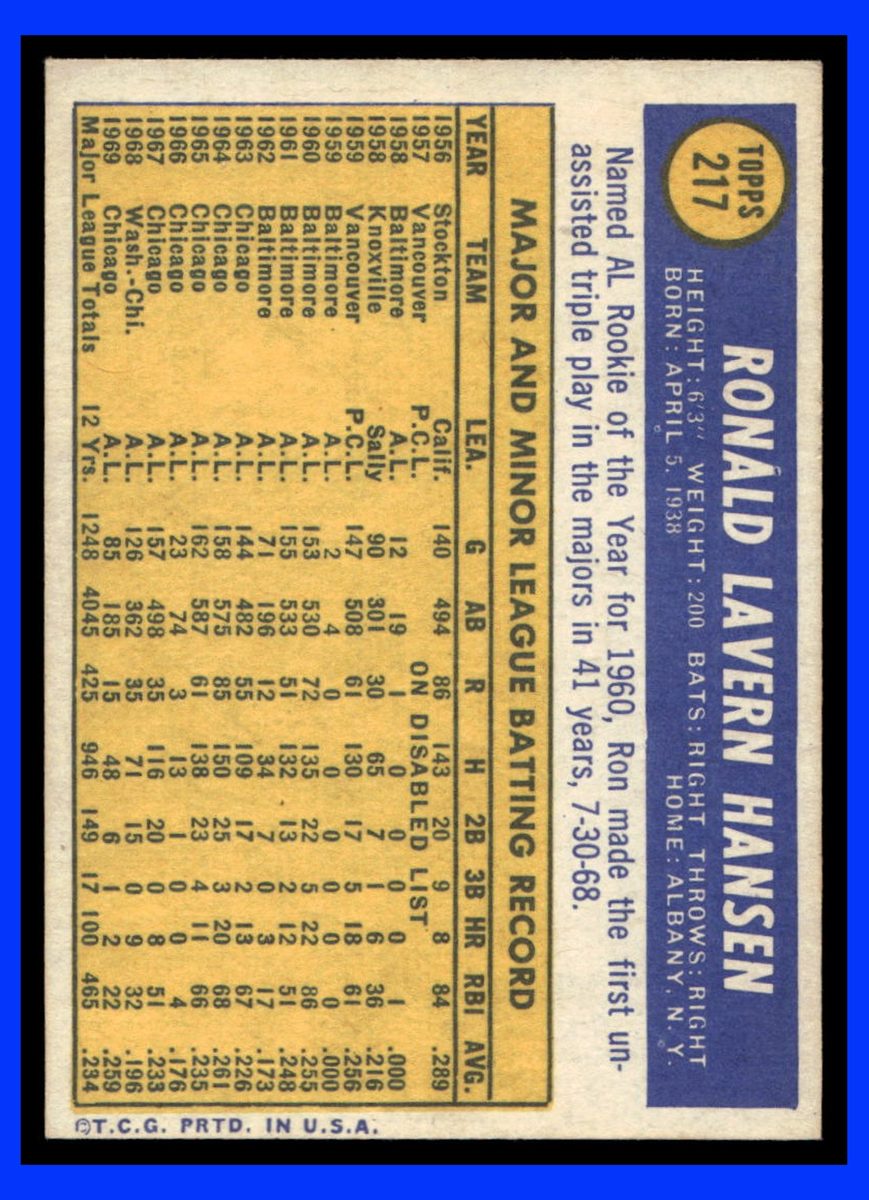 TOPPS
217
RONALD LAVERN HANSEN
HEIGHT: 6'3" WEIGHT: 200 BATS: RIGHT THROWS: RIGHT
BORN: APRIL 5, 1938 HOME: ALBANY, N. Y.
Named AL Rookie of the Year for 1960, Ron made the first un-
assisted triple play in the majors in 41 years, 7-30-68.
MAJOR AND MINOR LEAGUE BATTING RECORD
YEAR TEAM LEA. G AB R H 2B 3B HR RBI AVG.
1956 Stockton Calif. 140 494 86 143 20 9 8 84 .289
1957 Vancouver P.C.L. ON DISABLED LIST
1958 Baltimore A.L. 12 19 1 0 0 0 0 1 .000
1958 Knoxville Sally 90 301 30 65 7 1 6 36 .216
1959 Vancouver P.C.L. 147 508 61 130 17 5 18 61 .256
1959 Baltimore A.L. 2 4 0 0 0 0 0 0 .000
1960 Baltimore A.L. 153 530 72 135 22 5 22 86 .255
1961 Baltimore A.L. 155 533 51 132 13 2 12 51 .248
1962 Baltimore A.L. 71 196 12 34 7 0 3 17 .173
1963 Chicago A.L. 144 482 55 109 17 2 13 67 .226
1964 Chicago A.L. 158 575 85 150 25 3 20 68 .261
1965 Chicago A.L. 162 587 61 138 23 4 11 66 .235
1966 Chicago A.L. 23 74 3 13 1 0 0 4 .176
1967 Chicago A.L. 157 498 35 116 20 0 8 51 .233
1968 Wash.-Chi. A.L. 126 362 35 71 15 0 9 32 .196
1969 Chicago A.L. 85 185 15 48 6 1 2 22 .259
Major League Totals 12 Yrs. 1248 4045 425 946 149 17 100 465 .234
©T.C.G. PRTD. IN U.S.A.